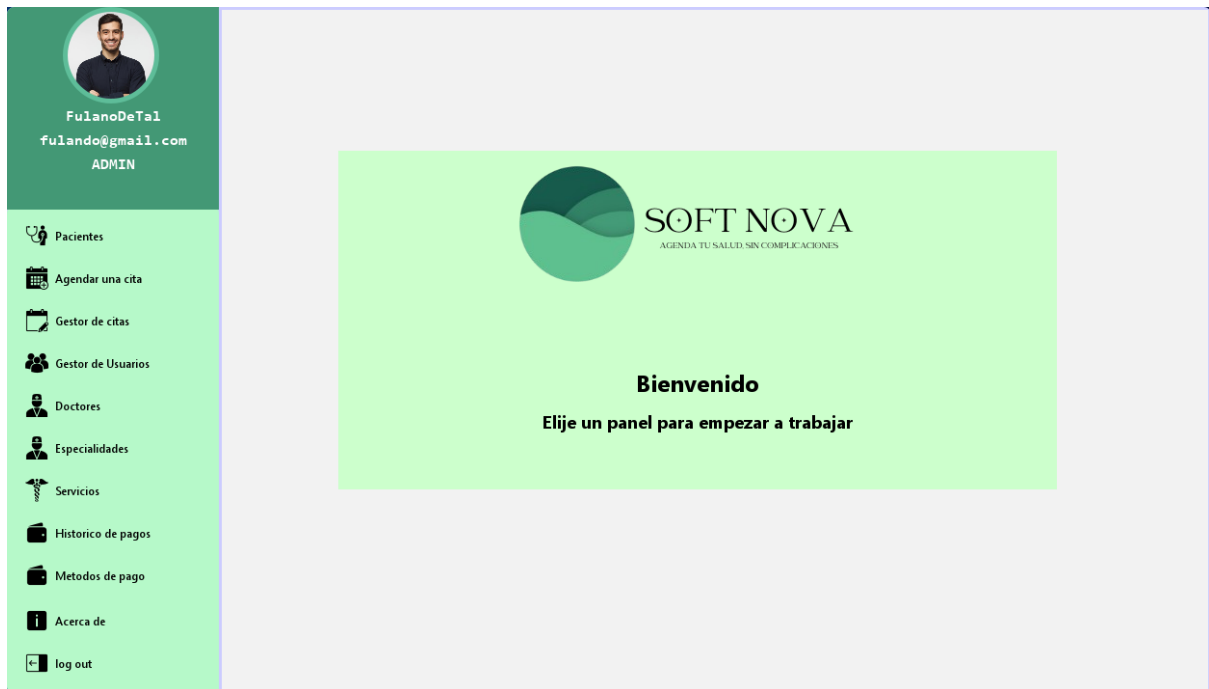 FulanoDeTal
fulando@gmail.com
ADMIN
Pacientes
Agendar una cita
Gestor de citas
Gestor de Usuarios
Doctores
Especialidades
Servicios
Historico de pagos
Metodos de pago
Acerca de
log out
SOFT NOVA
AGENDA TU SALUD, SIN COMPLICACIONES
Bienvenido
Elije un panel para empezar a trabajar